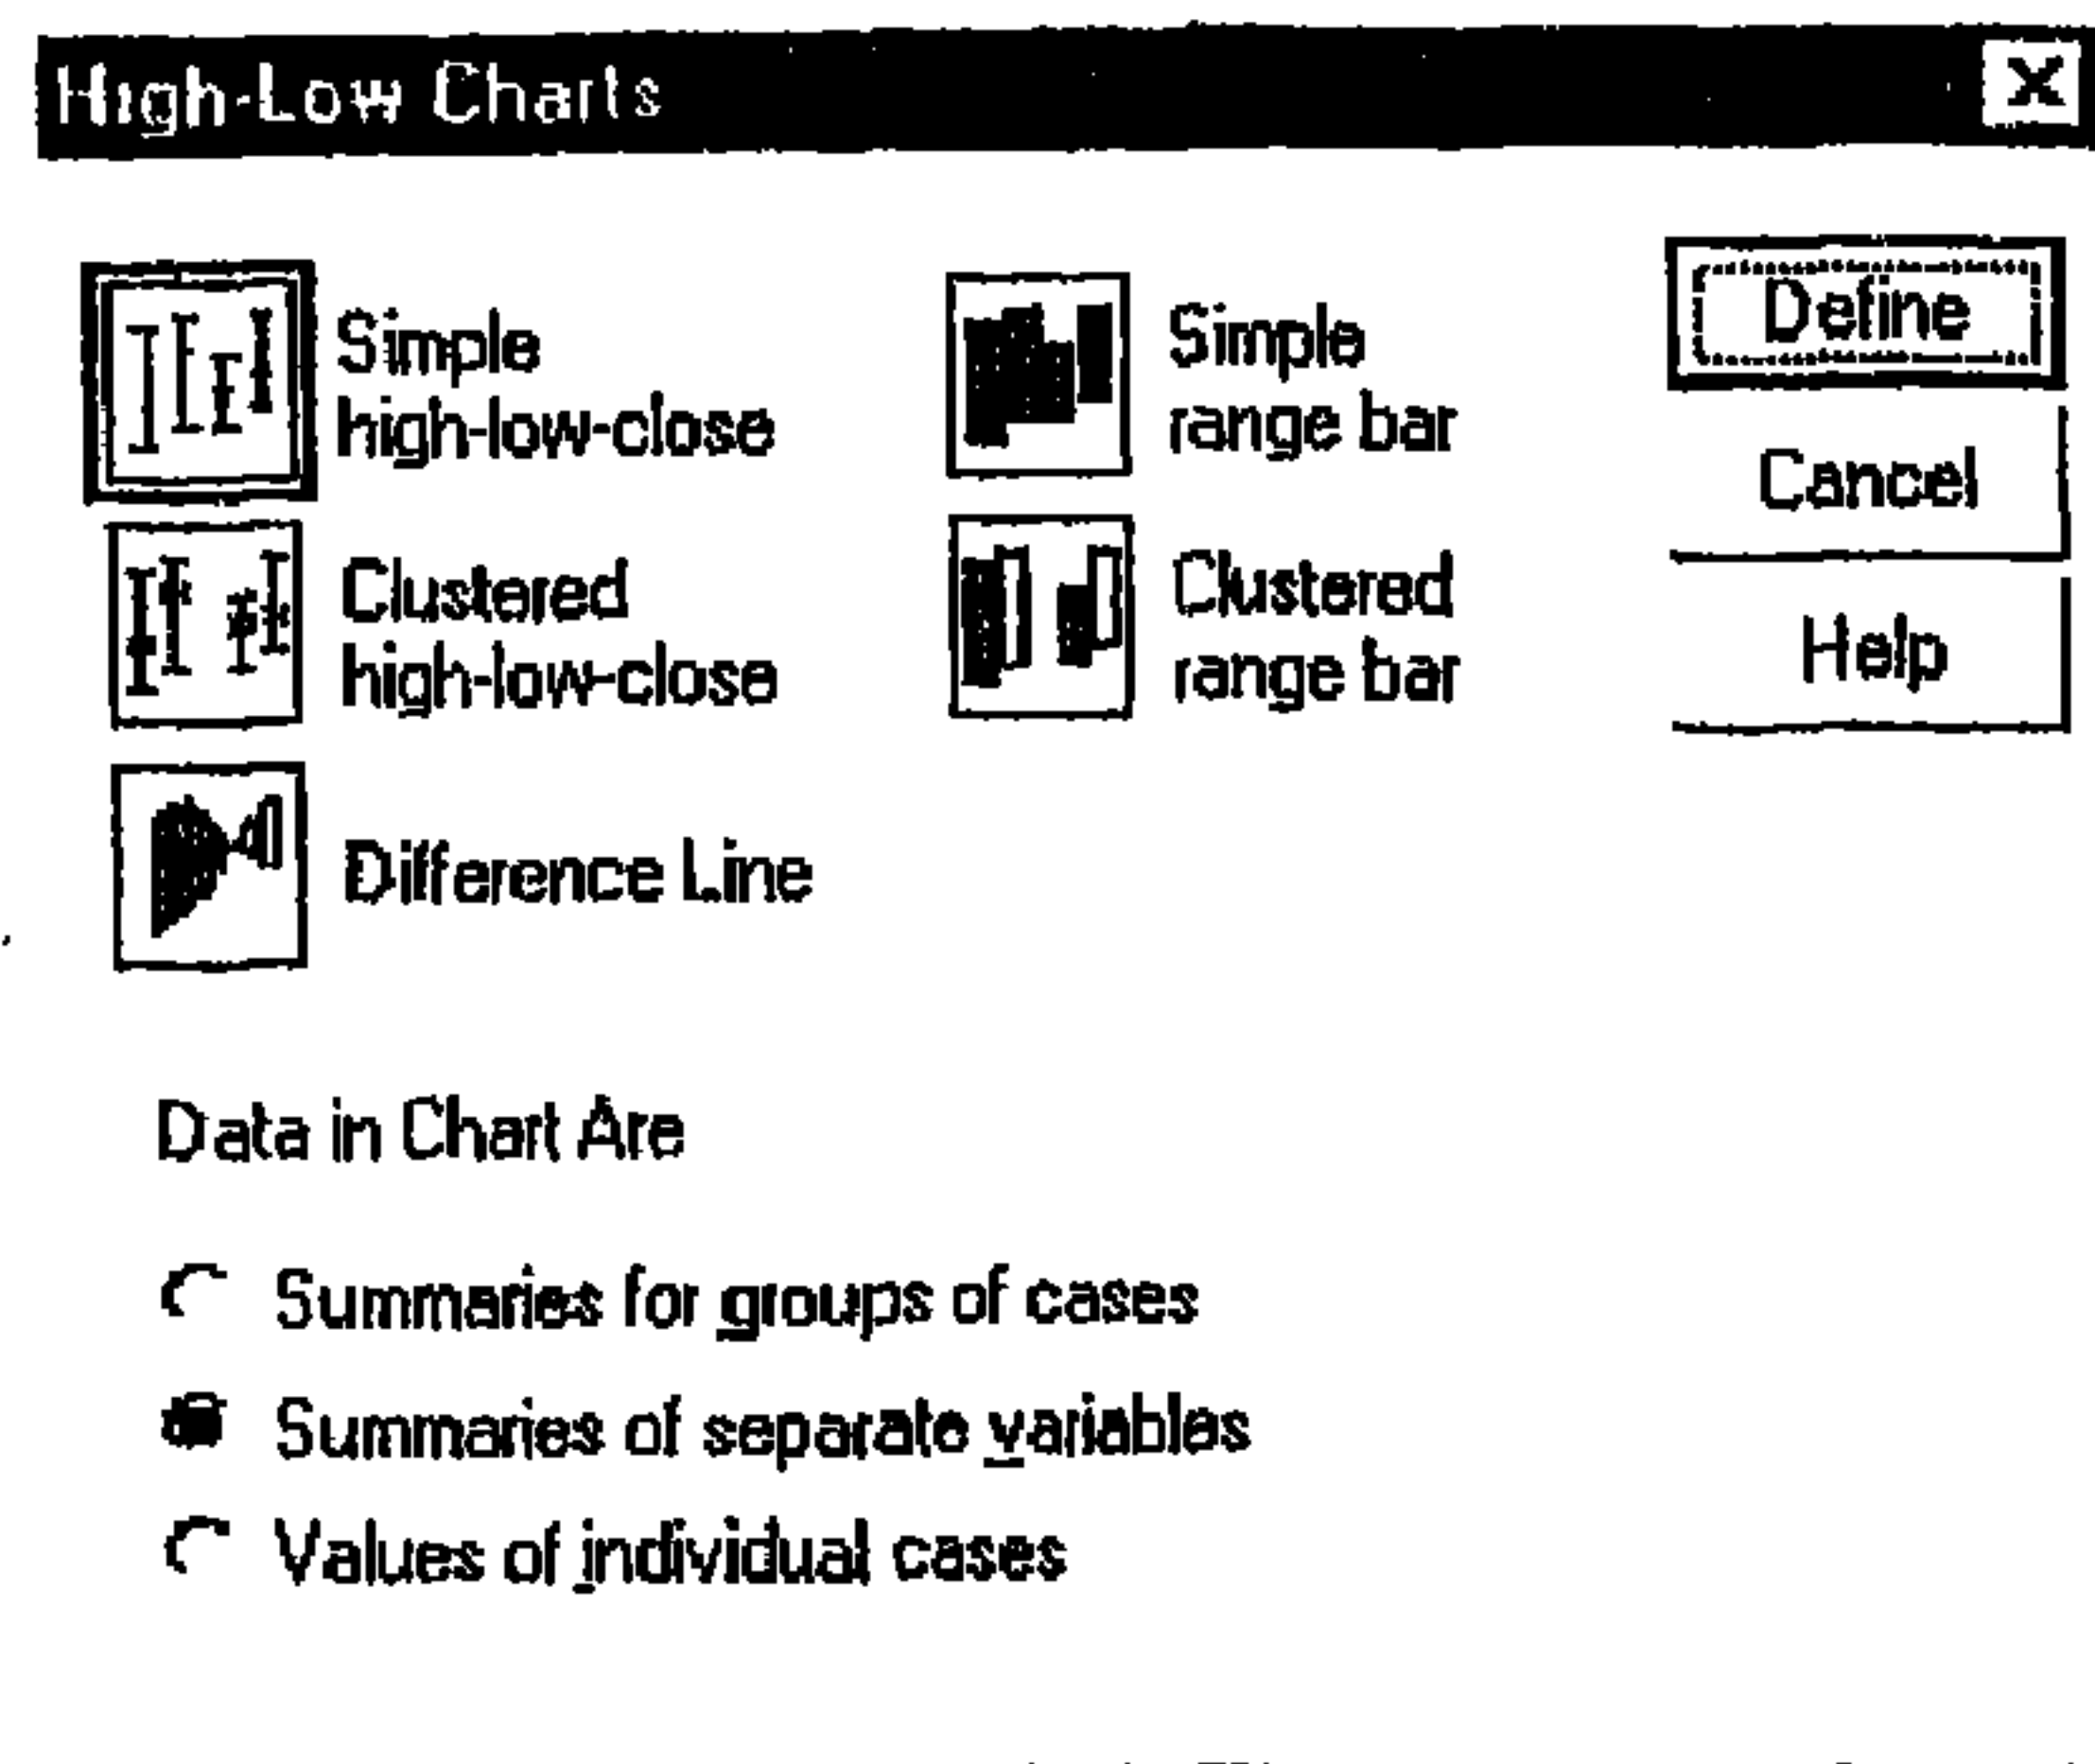 High-Low Charts
Simple
high-low-close
Simple
range bar
Define
Cancel
Clustered
high-low-close
Clustered
range bar
Help
Difference Line
Data in Chart Are
Summaries for groups of cases
Summaries of separate variables
Values of individual cases